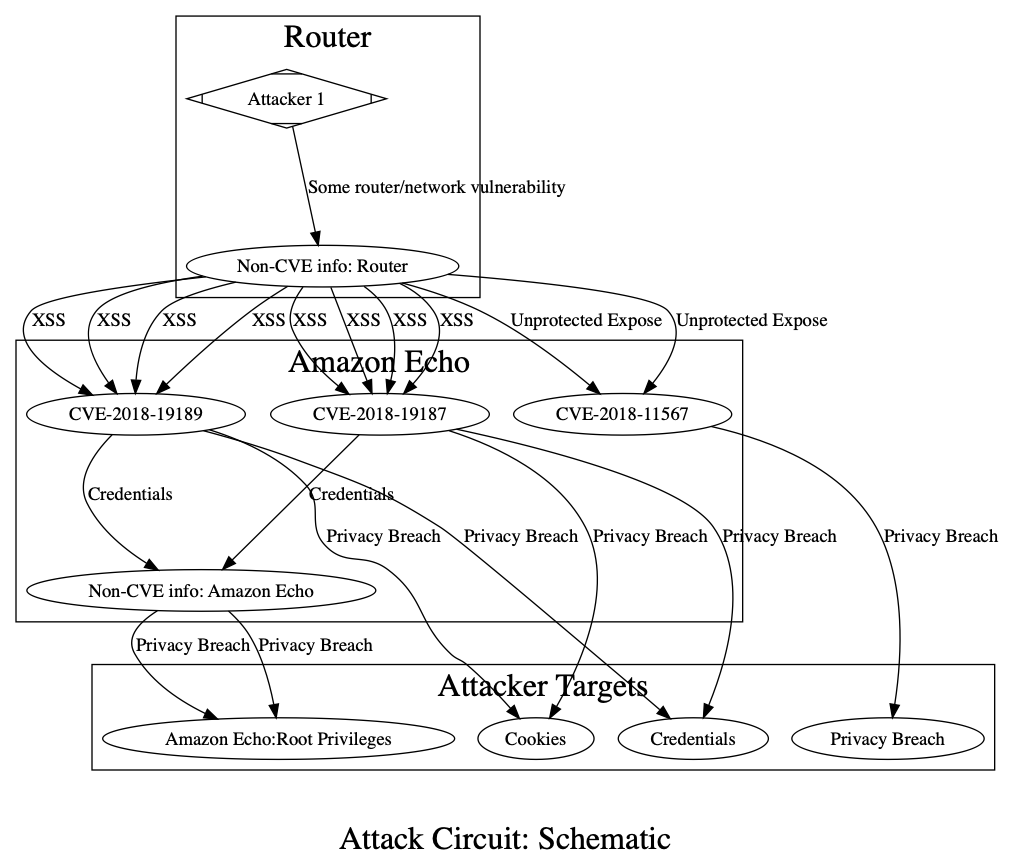 Router
Attacker 1
Some router/network vulnerability
Non-CVE info: Router
XSS
XSS
XSS
XSS
XSS
XSS
XSS
XSS
Unprotected Expose
Unprotected Expose
Amazon Echo
CVE-2018-19189
CVE-2018-19187
CVE-2018-11567
Credentials
Credentials
Privacy Breach
Privacy Breach
Privacy Breach
Privacy Breach
Privacy Breach
Non-CVE info: Amazon Echo
Privacy Breach
Privacy Breach
Attacker Targets
Amazon Echo:Root Privileges
Cookies
Credentials
Privacy Breach
Attack Circuit: Schematic